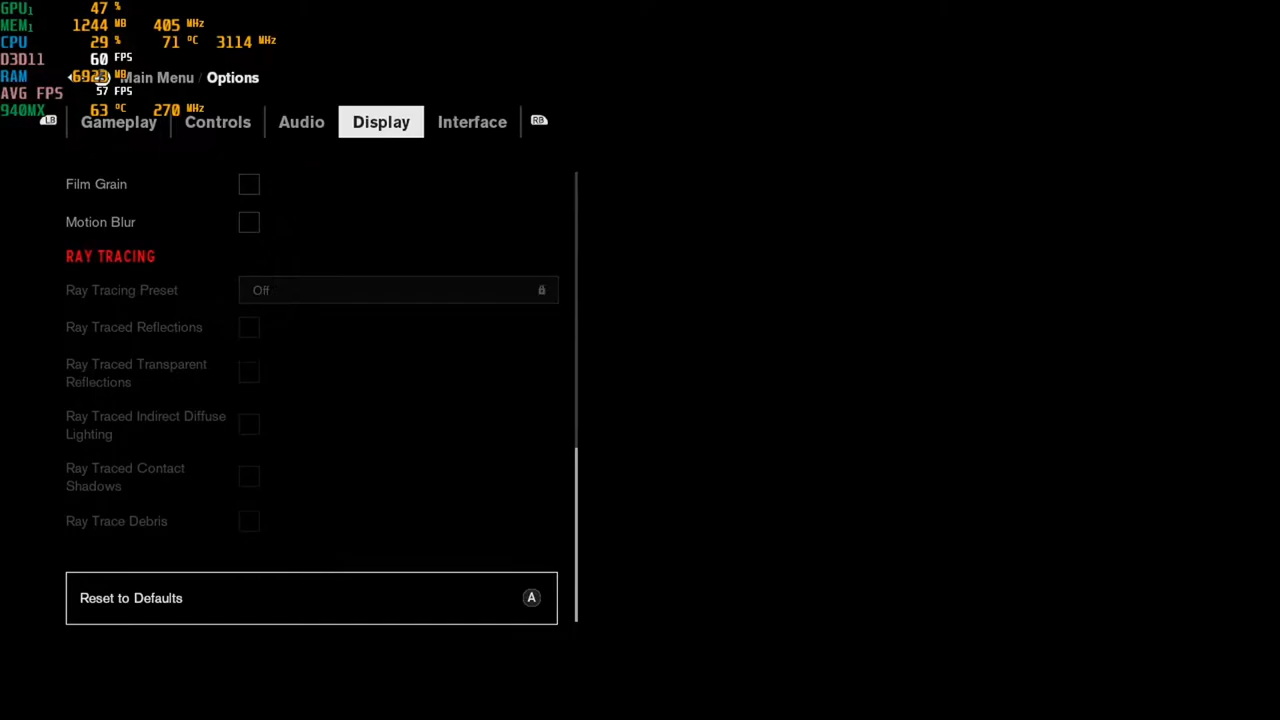 GPU1 47 %
MEM1 1244 MB 405 MHz
CPU 29 % 71 °C 3114 MHz
D3D11 60 FPS
RAM MB
Main Menu / Options
AVG FPS 57 FPS
940MX 63 °C 270 MHz
LB Gameplay Controls Audio Display Interface RB
Film Grain
Motion Blur
RAY TRACING
Ray Tracing Preset Off
Ray Traced Reflections
Ray Traced Transparent
Reflections
Ray Traced Indirect Diffuse
Lighting
Ray Traced Contact
Shadows
Ray Trace Debris
Reset to Defaults A